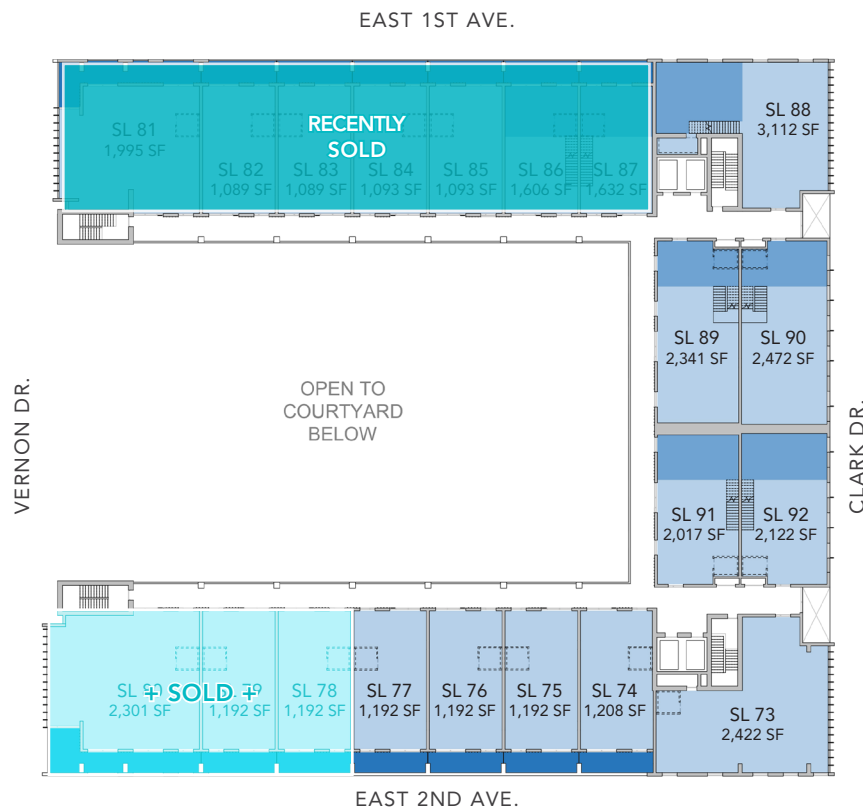 EAST 1ST AVE.
SL 81
1,995 SF
SL 82
1,089 SF
SL 83
1,089 SF
RECENTLY
SOLD
SL 84
1,093 SF
SL 85
1,093 SF
SL 86
1,606 SF
SL 87
1,632 SF
SL 88
3,112 SF
SL 89
2,341 SF
SL 90
2,472 SF
VERNON DR.
OPEN TO
COURTYARD
BELOW
CLARK DR.
SL 91
2,017 SF
SL 92
2,122 SF
SL
2,301 SF
+ SOLD +
1,192 SF
SL 78
1,192 SF
SL 77
1,192 SF
SL 76
1,192 SF
SL 75
1,192 SF
SL 74
1,208 SF
SL 73
2,422 SF
EAST 2ND AVE.